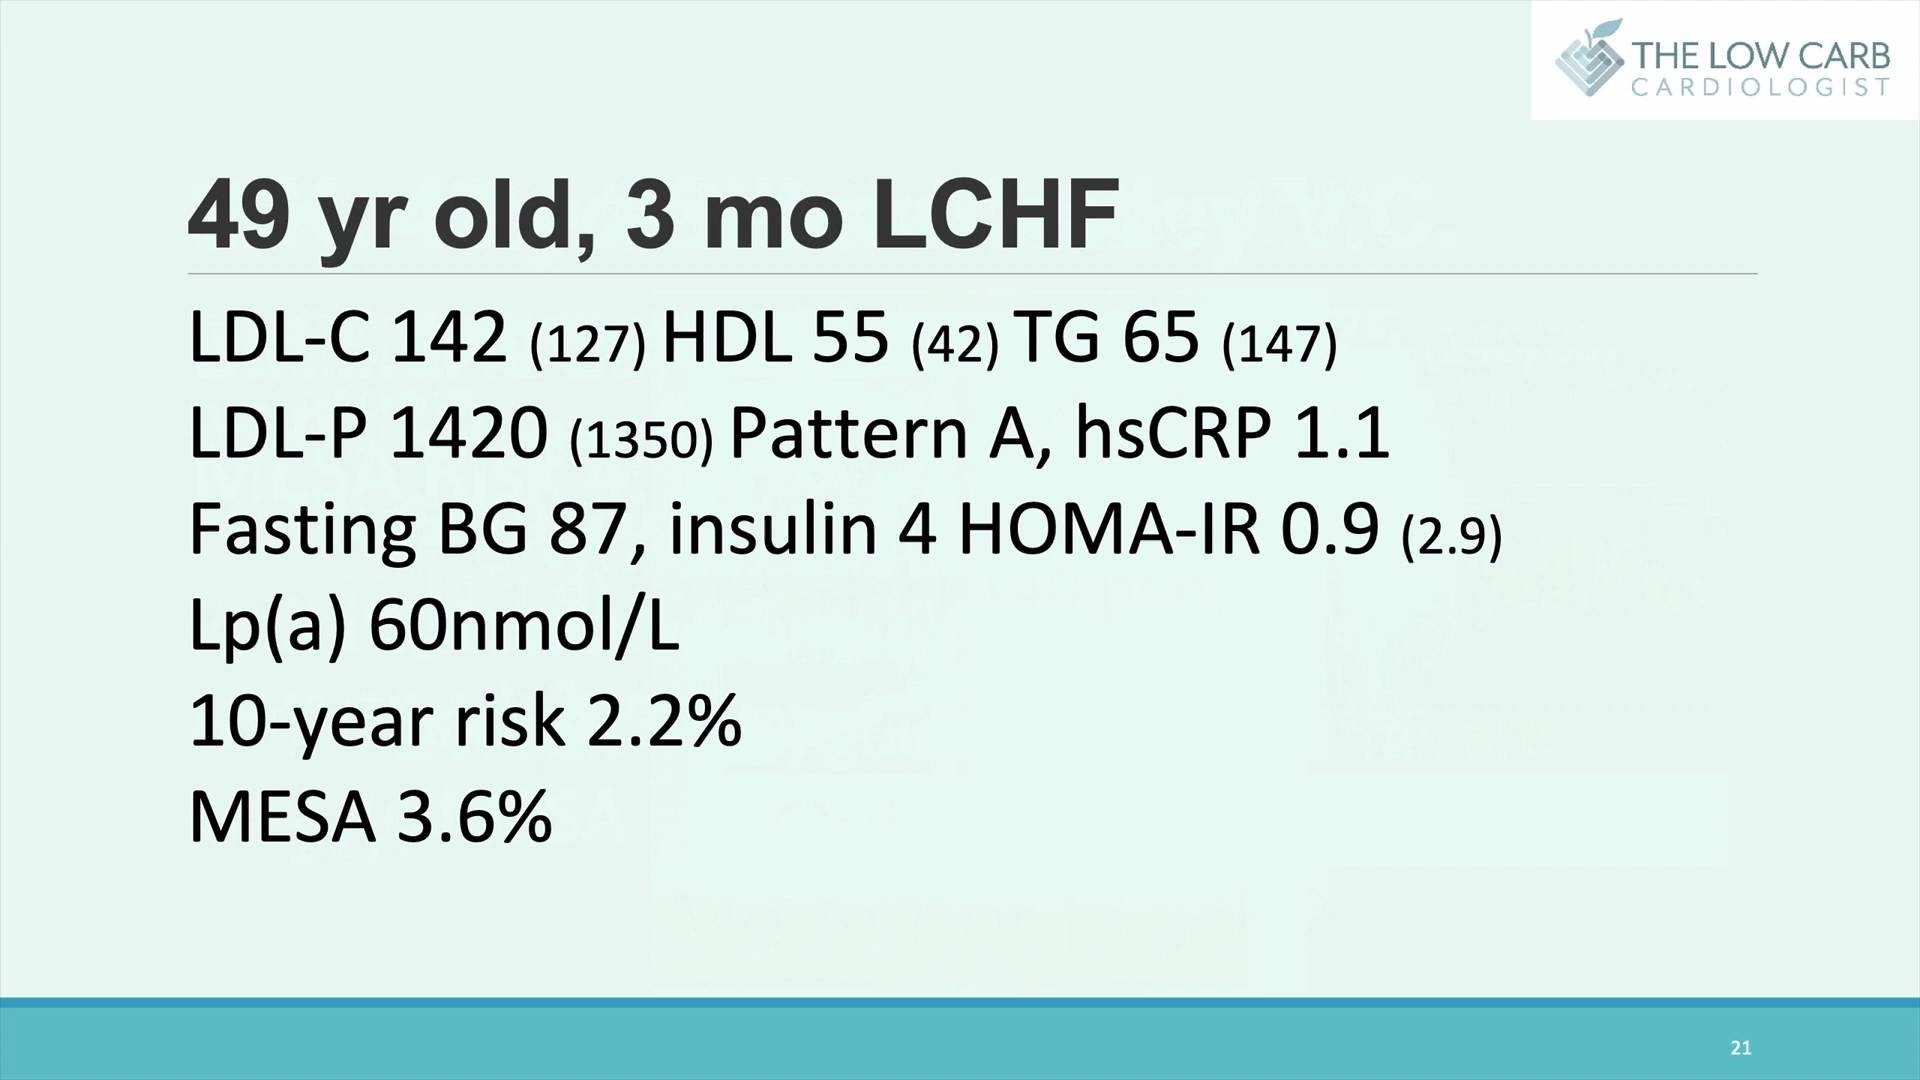 THE LOW CARB
CARDIOLOGIST
49 yr old, 3 mo LCHF
LDL-C 142 (127) HDL 55 (42) TG 65 (147)
LDL-P 1420 (1350) Pattern A, hsCRP 1.1
Fasting BG 87, insulin 4 HOMA-IR 0.9 (2.9)
Lp(a) 60nmol/L
10-year risk 2.2%
MESA 3.6%
21